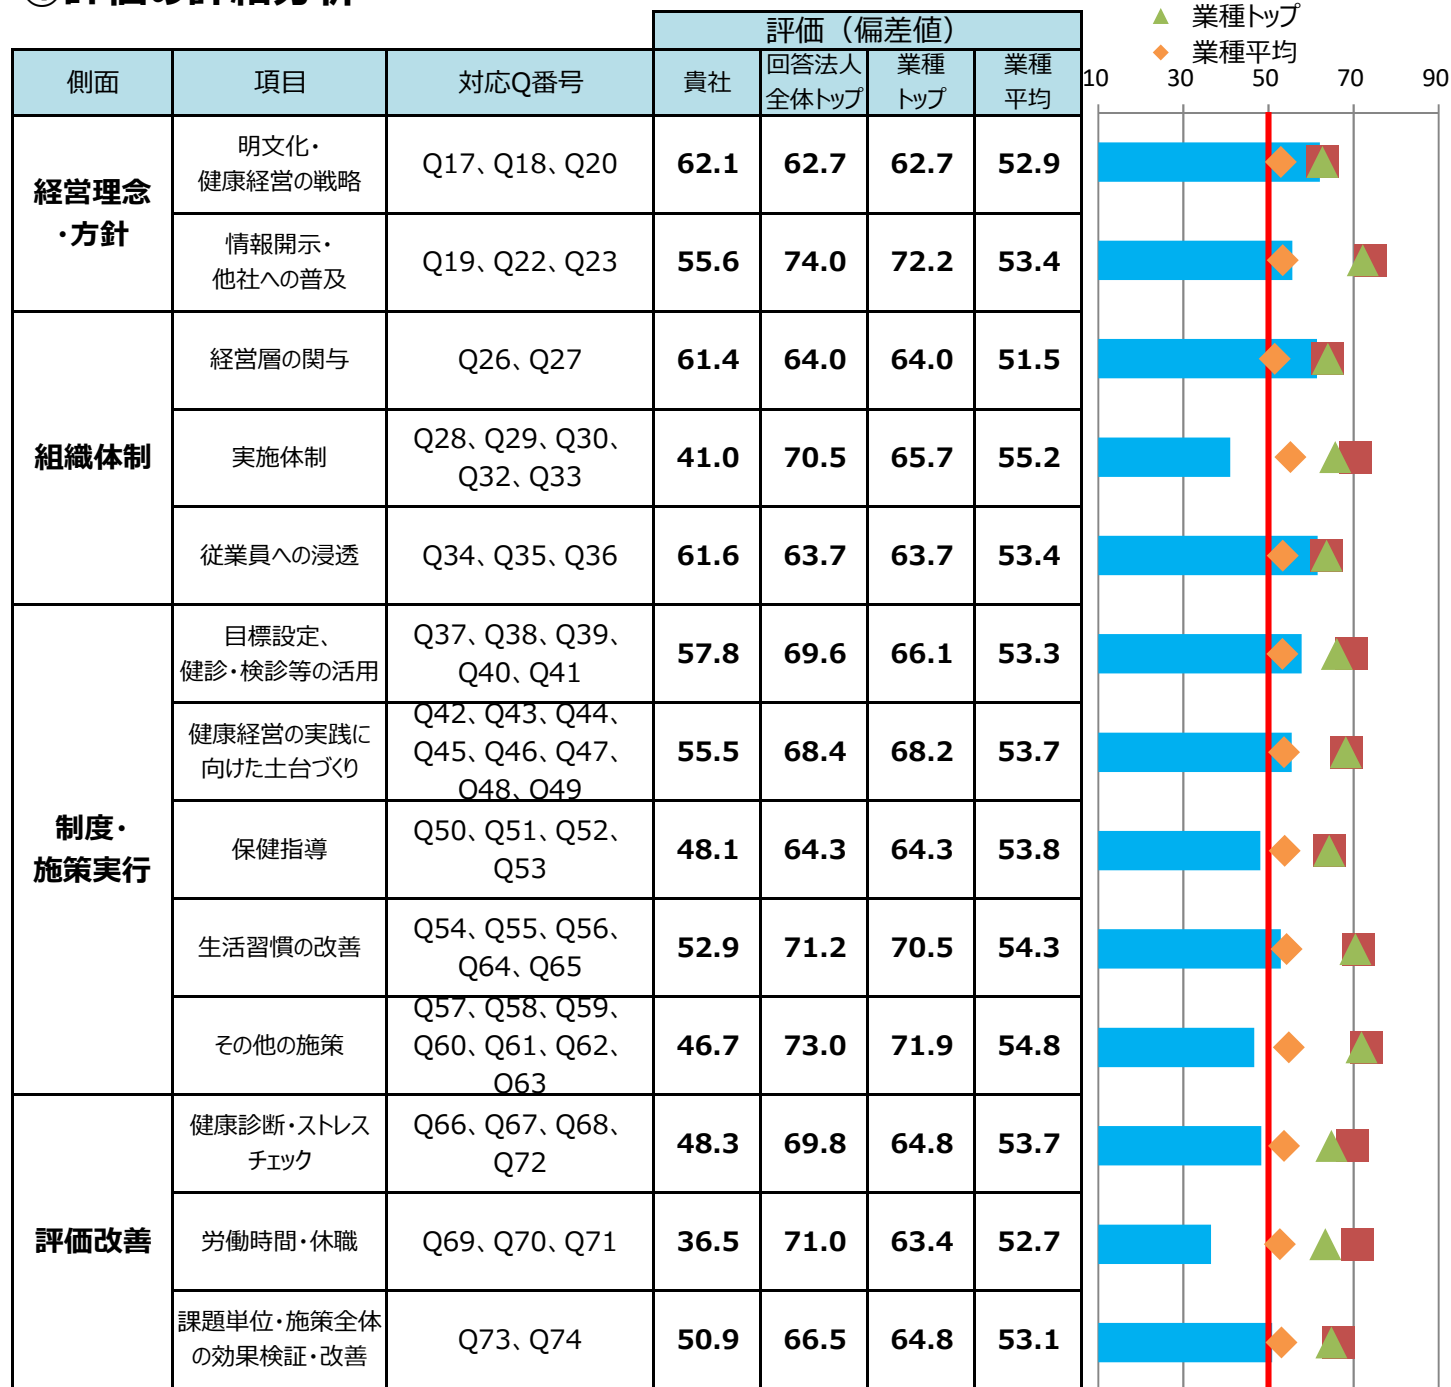 評価（偏差値）
側面 項目 対応Q番号 貴社 回答法人 全体トップ 業種 トップ 業種 平均
業種トップ
業種平均
10 30 50 70 90
経営理念
・方針
明文化・
健康経営の戦略
Q17、Q18、Q20 62.1 62.7 62.7 52.9
情報開示・
他社への普及
Q19、Q22、Q23 55.6 74.0 72.2 53.4
組織体制
経営層の関与 Q26、Q27 61.4 64.0 64.0 51.5
実施体制
Q28、Q29、Q30、
Q32、Q33
41.0 70.5 65.7 55.2
従業員への浸透 Q34、Q35、Q36 61.6 63.7 63.7 53.4
制度・
施策実行
目標設定、
健診・検診等の活用
Q37、Q38、Q39、
Q40、Q41
57.8 69.6 66.1 53.3
健康経営の実践に
向けた土台づくり
Q42、Q43、Q44、
Q45、Q46、Q47、
Q48、Q49
55.5 68.4 68.2 53.7
保健指導
Q50、Q51、Q52、
Q53
48.1 64.3 64.3 53.8
生活習慣の改善
Q54、Q55、Q56、
Q64、Q65
52.9 71.2 70.5 54.3
その他の施策
Q57、Q58、Q59、
Q60、Q61、Q62、
Q63
46.7 73.0 71.9 54.8
評価改善
健康診断・ストレス
チェック
Q66、Q67、Q68、
Q72
48.3 69.8 64.8 53.7
労働時間・休職 Q69、Q70、Q71 36.5 71.0 63.4 52.7
課題単位・施策全体
の効果検証・改善
Q73、Q74 50.9 66.5 64.8 53.1